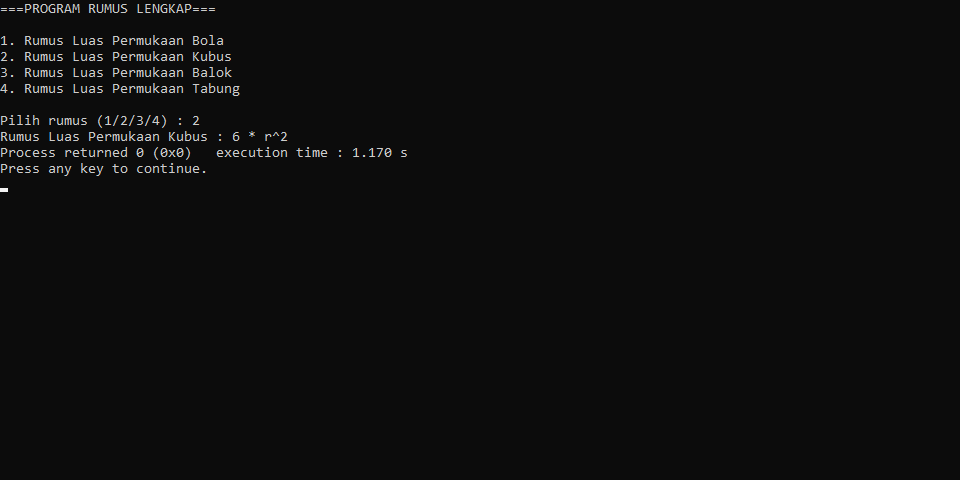 ===PROGRAM RUMUS LENGKAP===
1. Rumus Luas Permukaan Bola
2. Rumus Luas Permukaan Kubus
3. Rumus Luas Permukaan Balok
4. Rumus Luas Permukaan Tabung
Pilih rumus (1/2/3/4) : 2
Rumus Luas Permukaan Kubus : 6 * r^2
Process returned 0 (0x0)   execution time : 1.170 s
Press any key to continue.